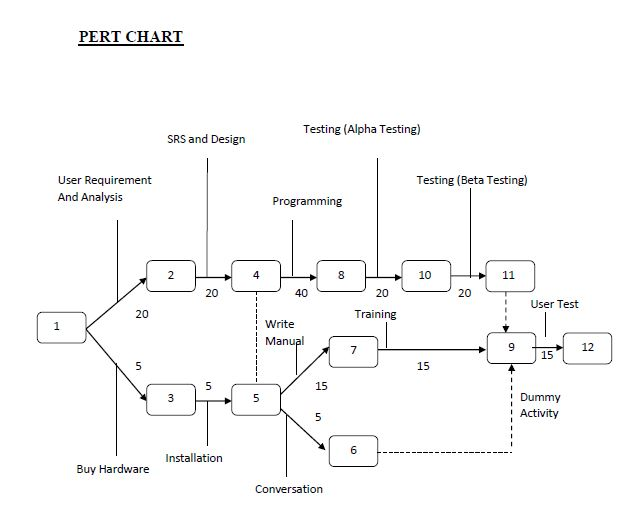 PERT CHART
Testing (Alpha Testing)
SRS and Design
User Requirement
And Analysis
Testing (Beta Testing)
Programming
2
4
8
10
11
20
40
20
20
20
User Test
1
Write
Manual
Training
7
9
12
15
5
5
15
15
3
5
5
Dummy
Activity
6
Installation
Buy Hardware
Conversation